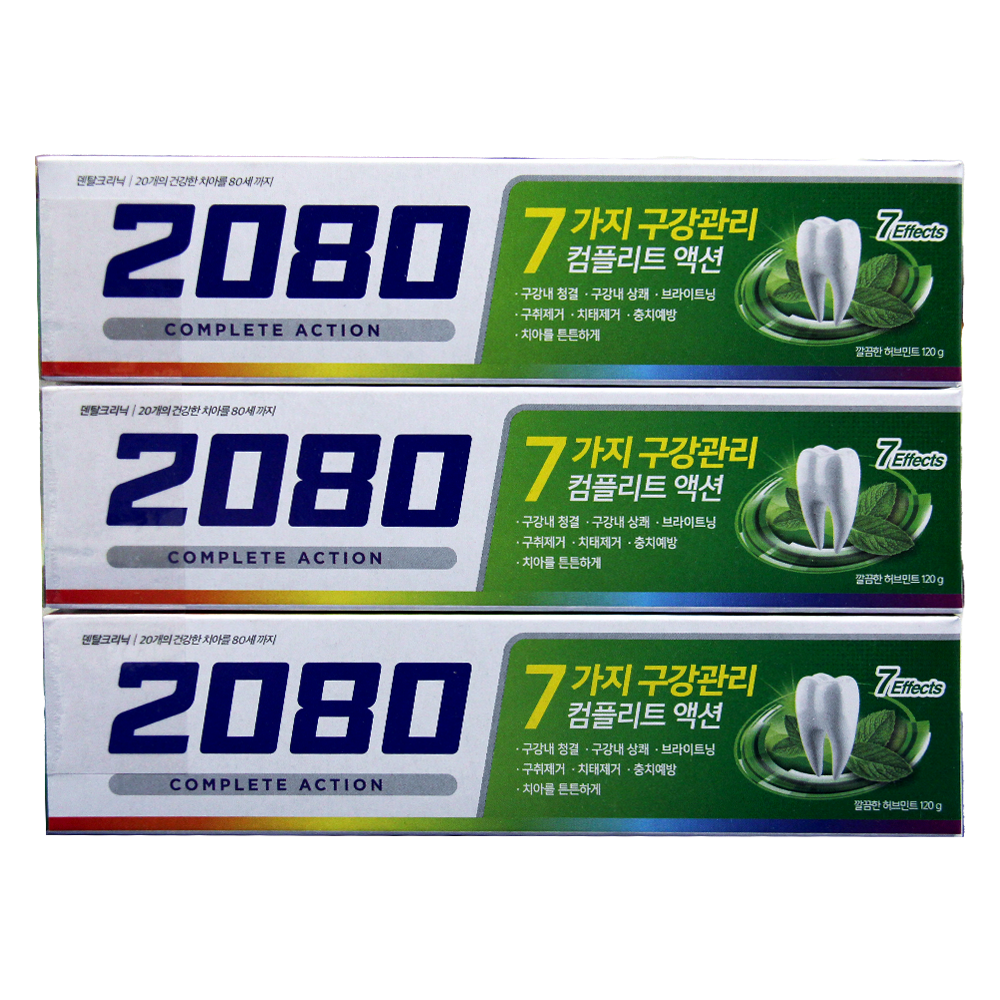 덴탈크리닉 | 20개의 건강한 치아를 80세 까지
2080
COMPLETE ACTION
7가지 구강관리
컴플리트 액션
· 구강내 청결 · 구강내 상쾌 · 브라이트닝
· 구취제거 · 치태제거 · 충치예방
· 치아를 튼튼하게
7Effects
깔끔한 허브민트 120 g
덴탈크리닉 | 20개의 건강한 치아를 80세 까지
2080
COMPLETE ACTION
7가지 구강관리
컴플리트 액션
· 구강내 청결 · 구강내 상쾌 · 브라이트닝
· 구취제거 · 치태제거 · 충치예방
· 치아를 튼튼하게
7Effects
깔끔한 허브민트 120 g
덴탈크리닉 | 20개의 건강한 치아를 80세 까지
2080
COMPLETE ACTION
7가지 구강관리
컴플리트 액션
· 구강내 청결 · 구강내 상쾌 · 브라이트닝
· 구취제거 · 치태제거 · 충치예방
· 치아를 튼튼하게
7Effects
깔끔한 허브민트 120 g